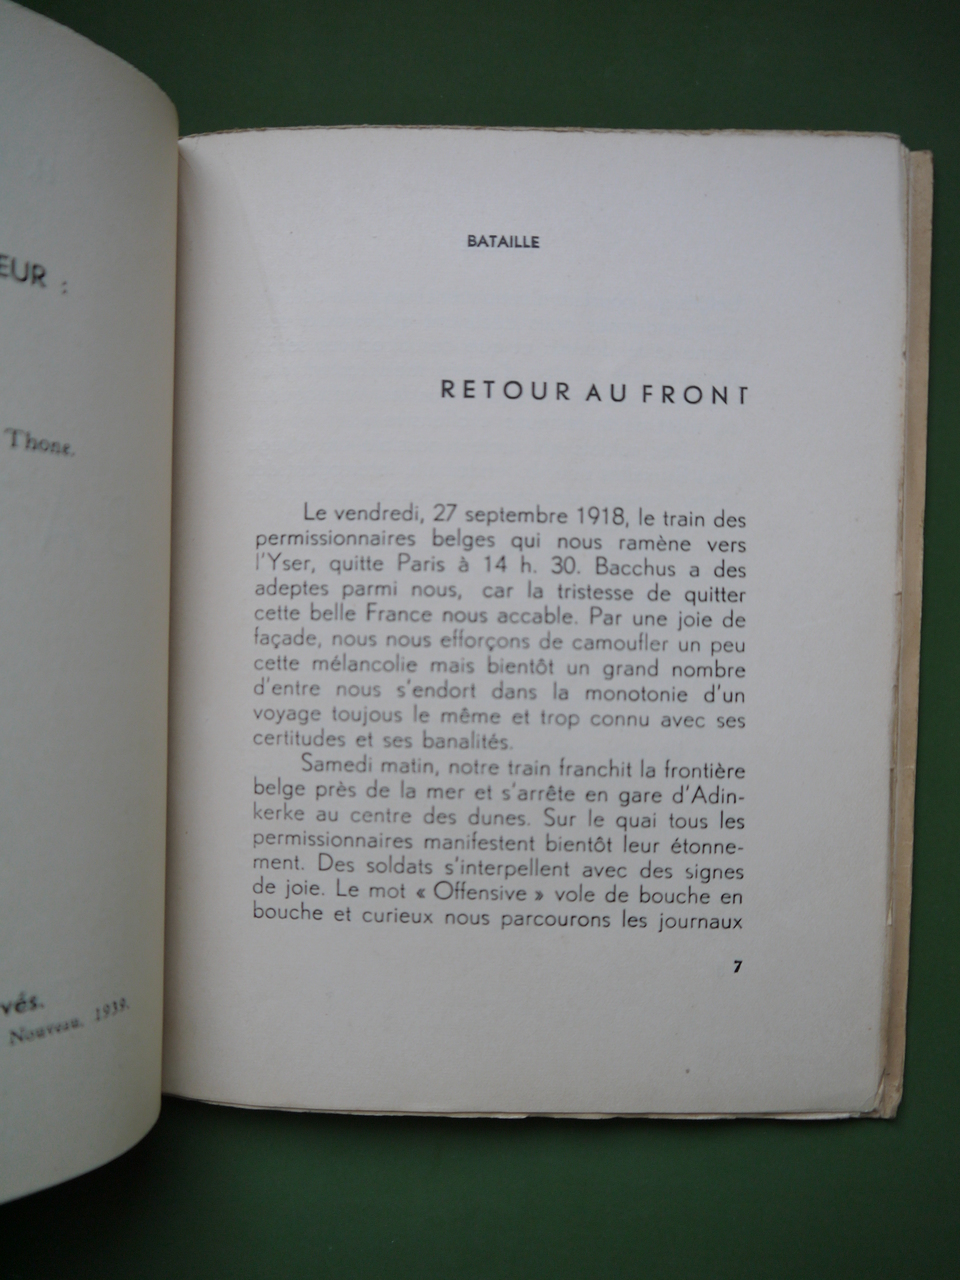 EUR :
Thone.
vés.
Nouveau. 1939.
BATAILLE
RETOUR AU FRONT
Le vendredi, 27 septembre 1918, le train des
permissionnaires belges qui nous ramène vers
l'Yser, quitte Paris à 14 h. 30. Bacchus a des
adeptes parmi nous, car la tristesse de quitter
cette belle France nous accable. Par une joie de
façade, nous nous efforçons de camoufler un peu
cette mélancolie mais bientôt un grand nombre
d'entre nous s'endort dans la monotonie d'un
voyage toujous le même et trop connu avec ses
certitudes et ses banalités.
Samedi matin, notre train franchit la frontière
belge près de la mer et s'arrête en gare d'Adin-
kerke au centre des dunes. Sur le quai tous les
permissionnaires manifestent bientôt leur étonne-
ment. Des soldats s'interpellent avec des signes
de joie. Le mot « Offensive » vole de bouche en
bouche et curieux nous parcourons les journaux
7